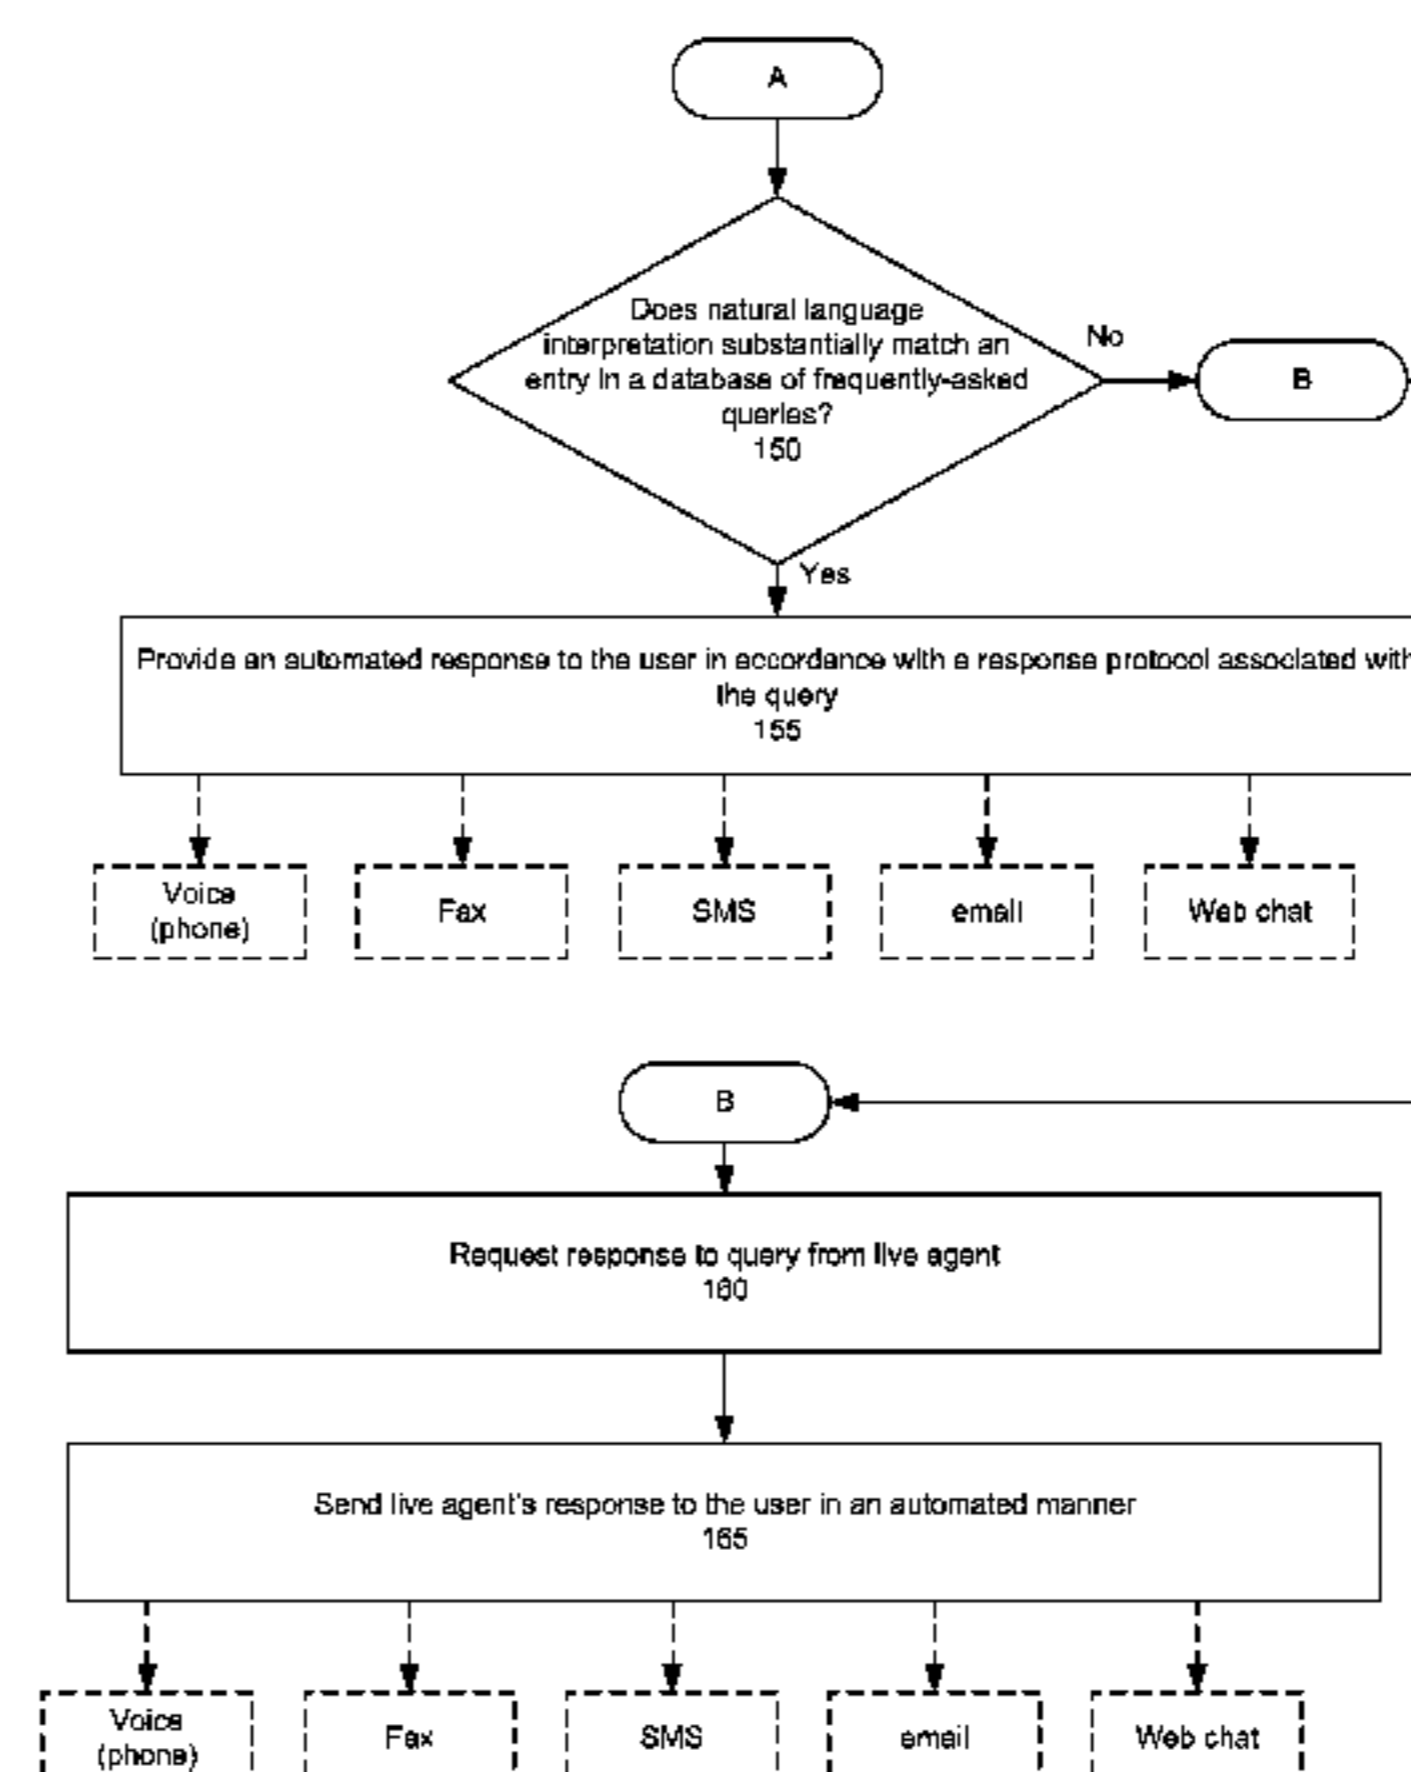 A
Does natural language
interpretation substantially match an
entry in a database of frequently-asked
queries?
150
No
B
Yes
Provide an automated response to the user in accordance with a response protocol associated with
the query
155
Voice
(phone)
Fax
SMS
email
Web chat
B
Request response to query from live agent
160
Send live agent's response to the user in an automated manner
165
Voice
(phone)
Fax
SMS
email
Web chat